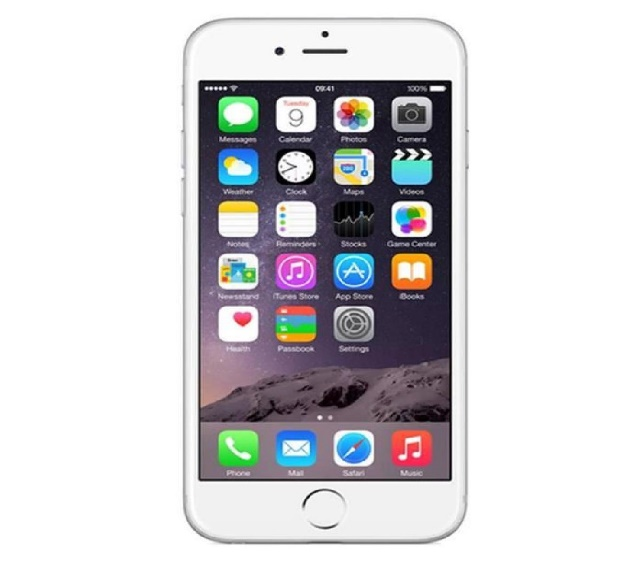 09:41 100%
Tuesday
9
Messages Calendar Photos Camera
280
Weather Clock Maps Videos
Notes Reminders Stocks Game Center
Newsstand iTunes Store App Store iBooks
Health Passbook Settings
Phone Mail Safari Music